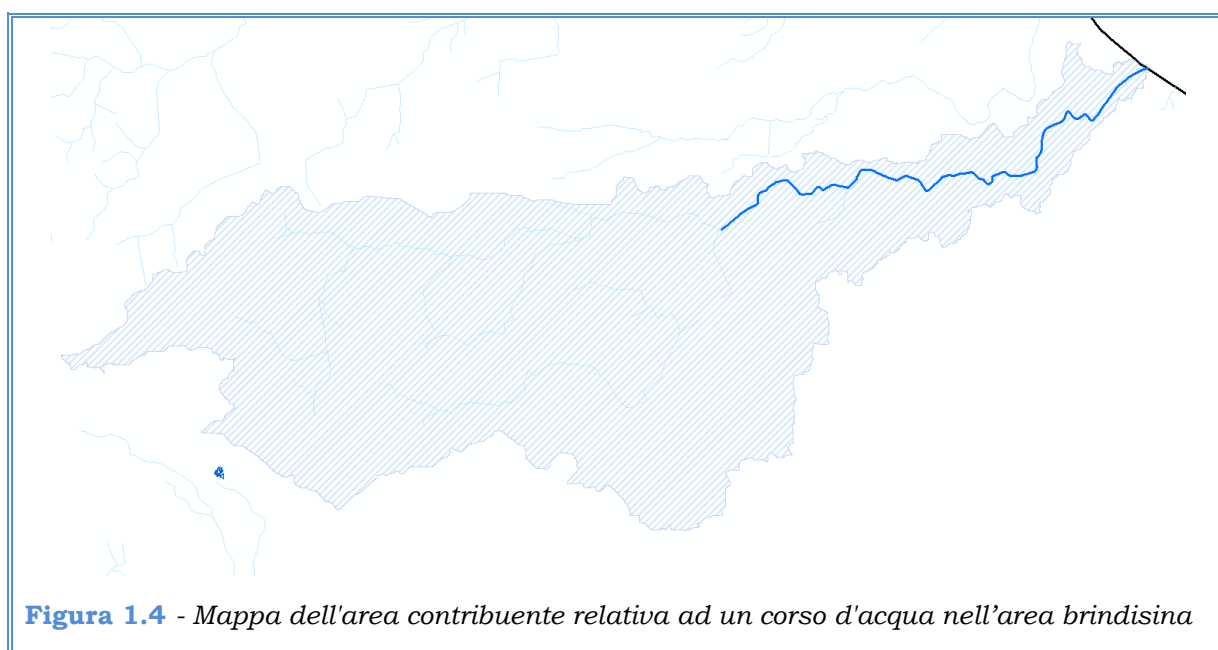 Figura 1.4 - Mappa dell'area contribuente relativa ad un corso d'acqua nell’area brindisina